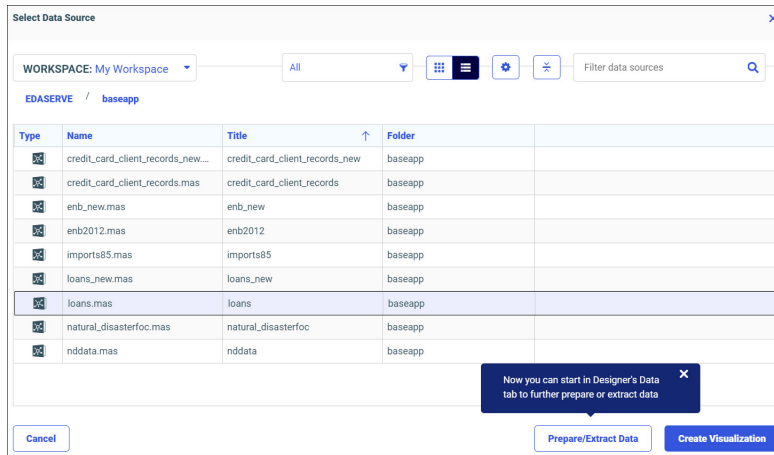 Select Data Source
WORKSPACE: My Workspace
All
Filter data sources
EDASERVE / baseapp
Type Name Title Folder
credit_card_client_records_new.... credit_card_client_records_new baseapp
credit_card_client_records.mas credit_card_client_records baseapp
enb_new.mas enb_new baseapp
enb2012.mas enb2012 baseapp
imports85.mas imports85 baseapp
loans_new.mas loans_new baseapp
loans.mas loans baseapp
natural_disasterfoc.mas natural_disasterfoc baseapp
nddata.mas nddata baseapp
Now you can start in Designer's Data
tab to further prepare or extract data
Cancel
Prepare/Extract Data
Create Visualization